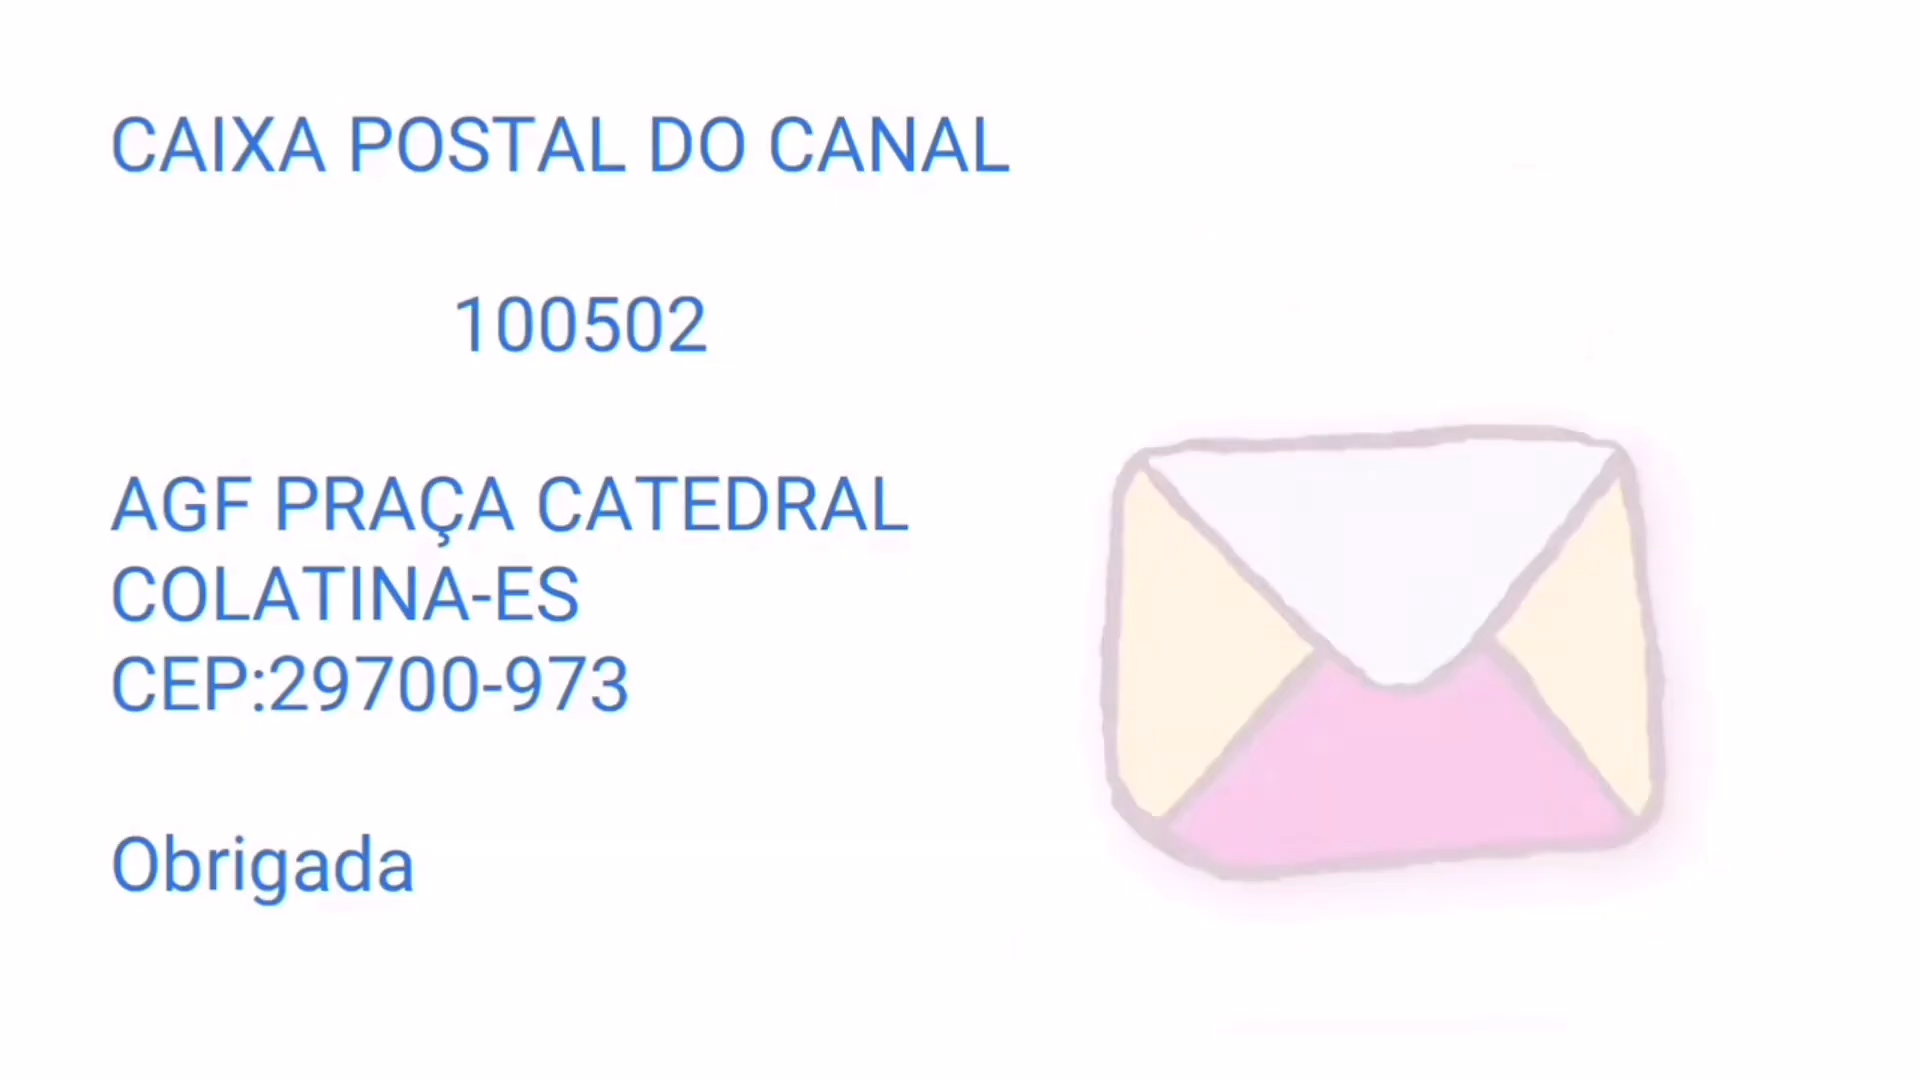 CAIXA POSTAL DO CANAL
100502
AGF PRAÇA CATEDRAL
COLATINA-ES
CEP:29700-973
Obrigada